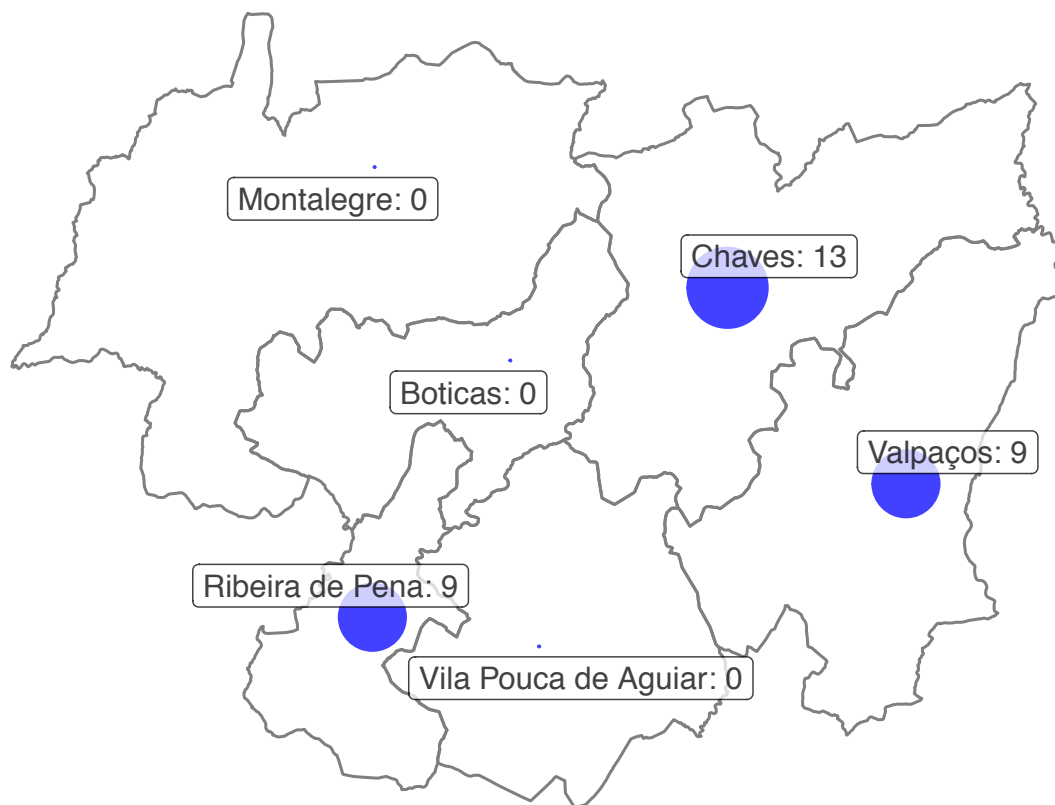 Montalegre: 0
Chaves: 13
Boticas: 0
Valpaços: 9
Ribeira de Pena: 9
Vila Pouca de Aguiar: 0